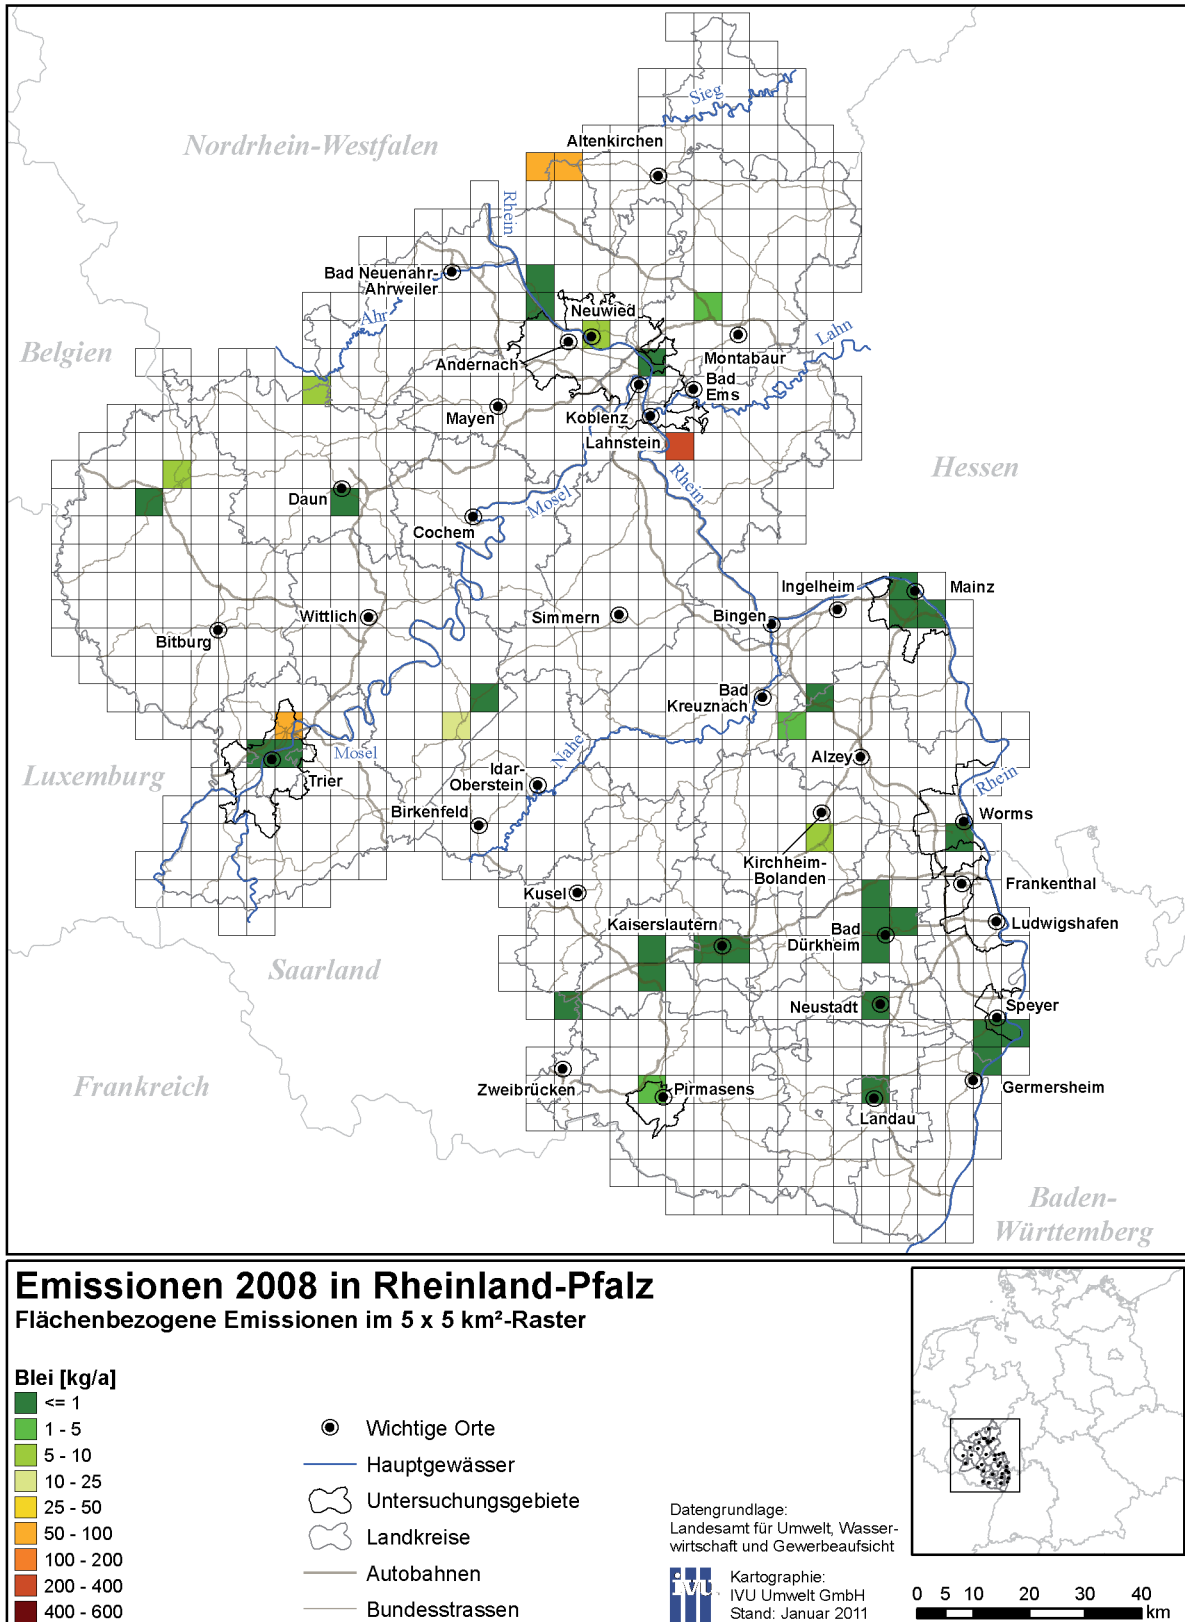 Sieg
Altenkirchen
Nordrhein-Westfalen
Rhein
Bad Neuenahr-
Ahrweiler
Neuwied
Ahr
Lahn
Belgien
Andernach
Montabaur
Bad
Ems
Mayen
Koblenz
Lahnstein
Hessen
Rhein
Daun
Mosel
Cochem
Ingelheim
Mainz
Wittlich
Simmern
Bingen
Bitburg
Bad
Kreuznach
Nahe
Mosel
Luxemburg
Trier
Idar-
Oberstein
Alzey
Rhein
Birkenfeld
Worms
Kirchheim-
Bolanden
Kusel
Frankenthal
Kaiserslautern
Bad
Dürkheim
Ludwigshafen
Saarland
Neustadt
Speyer
Frankreich
Zweibrücken
Pirmasens
Germersheim
Landau
Baden-
Württemberg
Emissionen 2008 in Rheinland-Pfalz
Flächenbezogene Emissionen im 5 x 5 km²-Raster
Blei [kg/a]
<= 1
1 - 5
5 - 10
10 - 25
25 - 50
50 - 100
100 - 200
200 - 400
400 - 600
Wichtige Orte
Hauptgewässer
Untersuchungsgebiete
Landkreise
Autobahnen
Bundesstrassen
Datengrundlage:
Landesamt für Umwelt, Wasser-
wirtschaft und Gewerbeaufsicht
ivu
Kartographie:
IVU Umwelt GmbH
Stand: Januar 2011
0 5 10 20 30 40
km